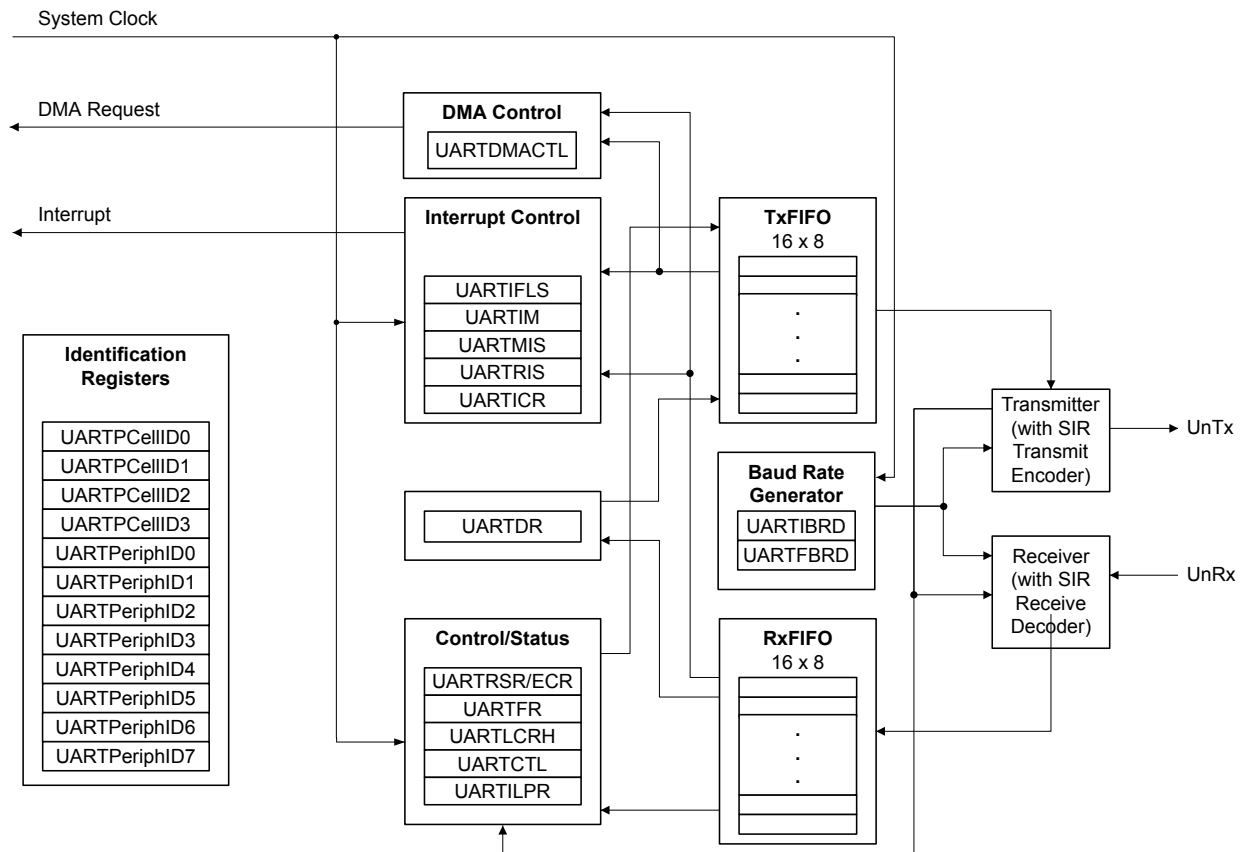 System Clock
DMA Request
DMA Control
UARTDMACTL
Interrupt
Interrupt Control
UARTIFLS
UARTIM
UARTMIS
UARTRIS
UARTICR
TxFIFO
16 x 8
.
.
.
Identification
Registers
UARTPCellID0
UARTPCellID1
UARTPCellID2
UARTPCellID3
UARTPeriphID0
UARTPeriphID1
UARTPeriphID2
UARTPeriphID3
UARTPeriphID4
UARTPeriphID5
UARTPeriphID6
UARTPeriphID7
Transmitter
(with SIR
Transmit
Encoder)
UnTx
UARTDR
Baud Rate
Generator
UARTIBRD
UARTFBRD
Receiver
(with SIR
Receive
Decoder)
UnRx
Control/Status
UARTRSR/ECR
UARTFR
UARTLCRH
UARTCTL
UARTILPR
RxFIFO
16 x 8
.
.
.